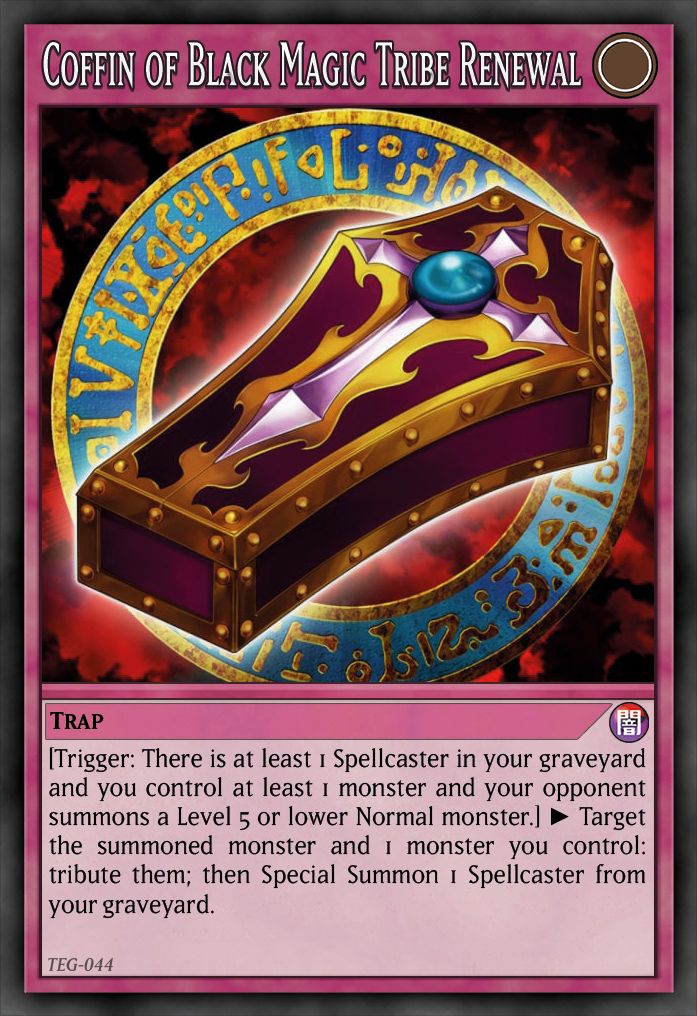 Coffin of Black Magic Tribe Renewal
Trap
闇
[Trigger: There is at least 1 Spellcaster in your graveyard
and you control at least 1 monster and your opponent
summons a Level 5 or lower Normal monster.] ► Target
the summoned monster and 1 monster you control:
tribute them; then Special Summon 1 Spellcaster from
your graveyard.
TEG-044